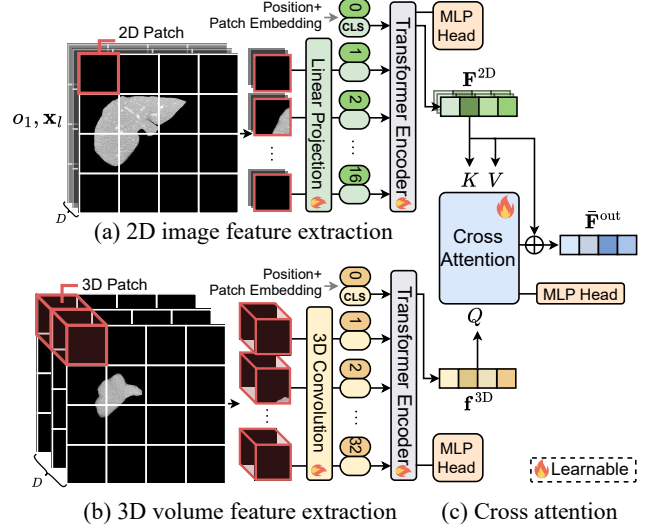 2D Patch
o₁, xₗ
D
Position+
Patch Embedding
0
CLS
1
2
...
16
Linear Projection
Transformer Encoder
MLP
Head
F²ᴰ
(a) 2D image feature extraction
K V
Cross
Attention
Q
F̄ᵒᵘᵗ
MLP Head
f³ᴰ
3D Patch
D
Position+
Patch Embedding
0
CLS
1
2
...
32
3D Convolution
Transformer Encoder
MLP
Head
Learnable
(b) 3D volume feature extraction
(c) Cross attention